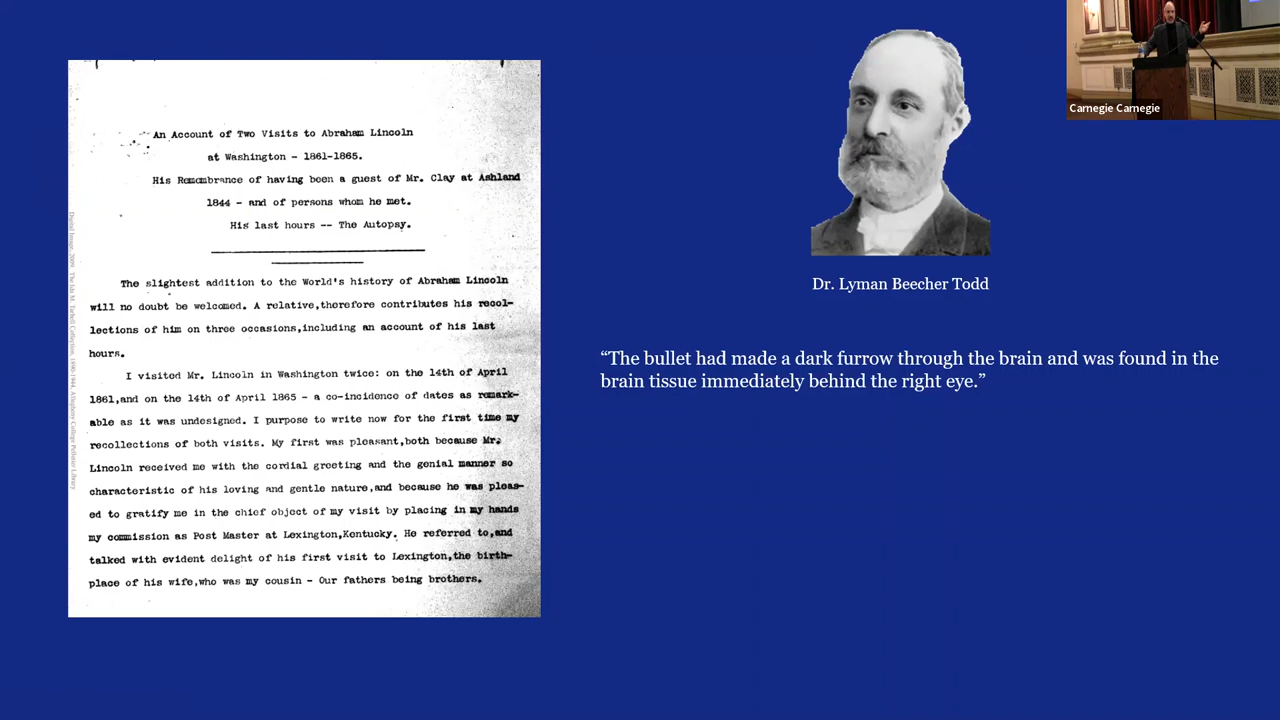 An Account of Two Visits to Abraham Lincoln
at Washington - 1861-1865.
His Remembrance of having been a guest of Mr. Clay at Ashland
1844 - and of persons whom he met.
His last hours -- The Autopsy.
The slightest addition to the World's history of Abraham Lincoln
will no doubt be welcomed. A relative,therefore contributes his recol-
lections of him on three occasions,including an account of his last
hours.
I visited Mr. Lincoln in Washington twice: on the 14th of April
1861,and on the 14th of April 1865 - a co-incidence of dates as remark-
able as it was undesigned. I purpose to write now for the first time my
recollections of both visits. My first was pleasant,both because Mr.
Lincoln received me with the cordial greeting and the genial manner so
characteristic of his loving and gentle nature,and because he was pleas-
ed to gratify me in the chief object of my visit by placing in my hands
my commission as Post Master at Lexington,Kentucky. He referred to,and
talked with evident delight of his first visit to Lexington,the birth-
place of his wife,who was my cousin - Our fathers being brothers.
Dr. Lyman Beecher Todd
“The bullet had made a dark furrow through the brain and was found in the
brain tissue immediately behind the right eye.”
Carnegie Carnegie